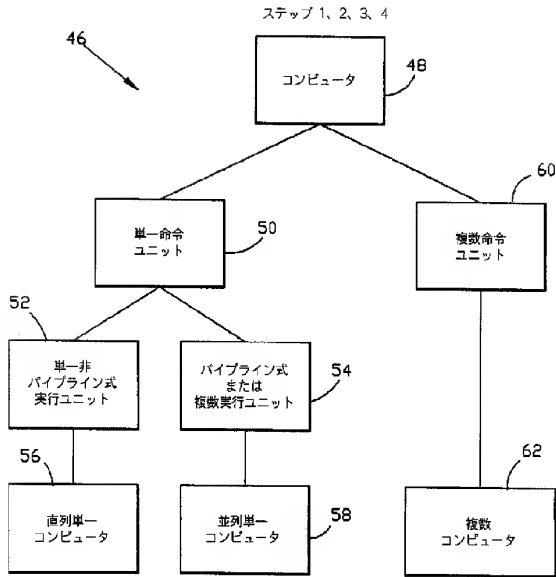 ステップ 1、2、3、4
46
コンピュータ
48
単一命令
ユニット
50
60
複数命令
ユニット
52
単一非
パイプライン式
実行ユニット
パイプライン式
または
複数実行ユニット
54
56
直列単一
コンピュータ
並列単一
コンピュータ
58
62
複数
コンピュータ